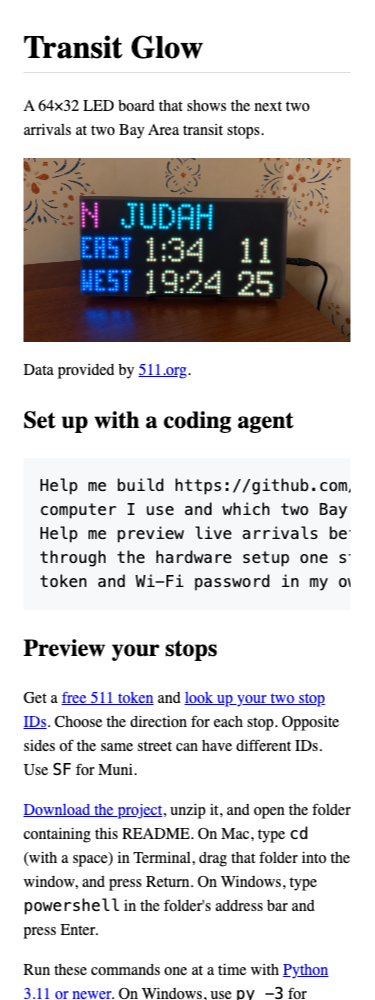 Transit Glow
A 64×32 LED board that shows the next two
arrivals at two Bay Area transit stops.
N JUDAH
EAST 1:34 11
WEST 19:24 25
Data provided by 511.org.
Set up with a coding agent
Help me build https://github.com/
computer I use and which two Bay
Help me preview live arrivals be
through the hardware setup one s
token and Wi-Fi password in my o
Preview your stops
Get a free 511 token and look up your two stop
IDs. Choose the direction for each stop. Opposite
sides of the same street can have different IDs.
Use SF for Muni.
Download the project, unzip it, and open the folder
containing this README. On Mac, type cd
(with a space) in Terminal, drag that folder into the
window, and press Return. On Windows, type
powershell in the folder's address bar and
press Enter.
Run these commands one at a time with Python
3.11 or newer. On Windows, use py -3 for